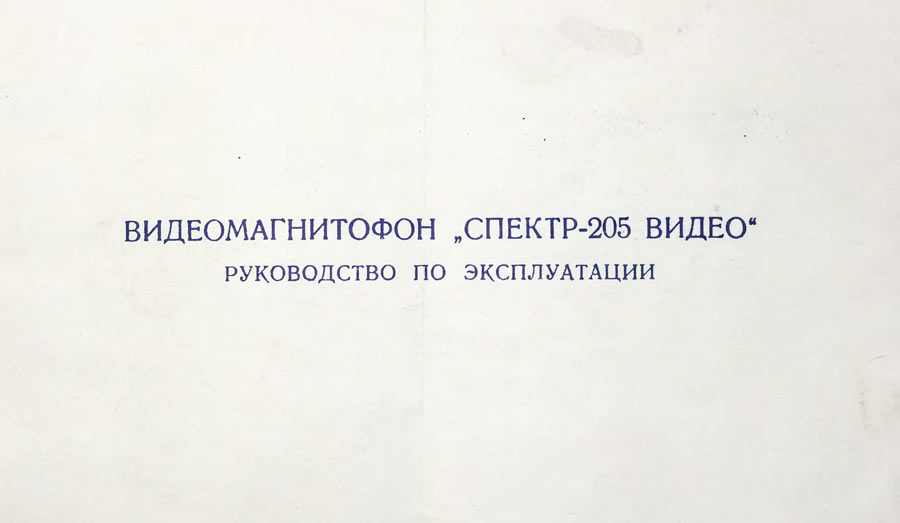 ВИДЕОМАГНИТОФОН „СПЕКТР-205 ВИДЕО“
РУКОВОДСТВО ПО ЭКСПЛУАТАЦИИ